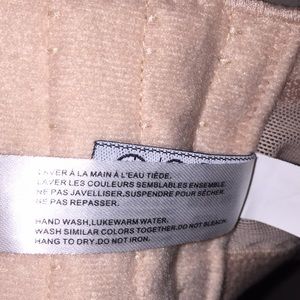 LAVER À LA MAIN À L'EAU TIÈDE.
LAVER LES COULEURS SEMBLABLES ENSEMBLE.
NE PAS JAVELLISER.SUSPENDRE POUR SÉCHER.
NE PAS REPASSER.
HAND WASH,LUKEWARM WATER.
WASH SIMILAR COLORS TOGETHER.DO NOT BLEACH.
HANG TO DRY.DO NOT IRON.